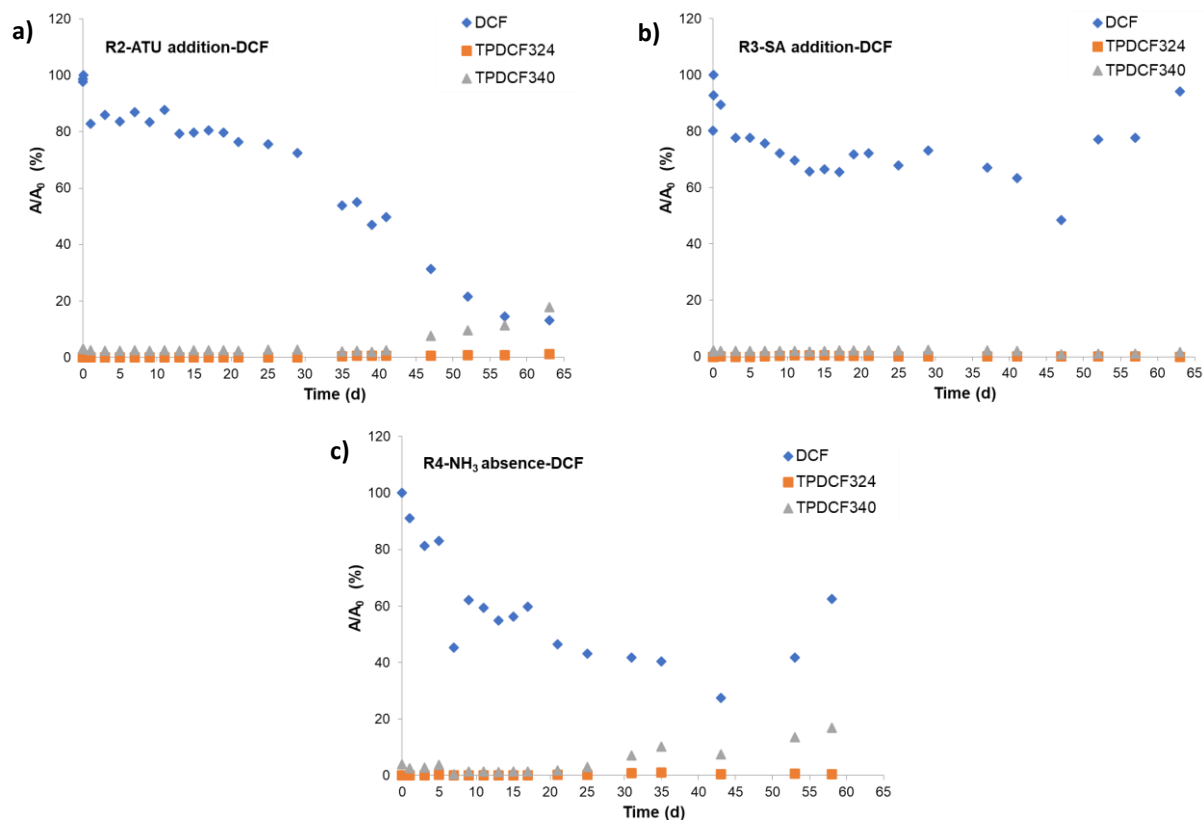 a)
R2-ATU addition-DCF
DCF
TPDCF324
TPDCF340
A/A₀ (%)
120
100
80
60
40
20
0
0 5 10 15 20 25 30 35 40 45 50 55 60 65
Time (d)
b)
R3-SA addition-DCF
DCF
TPDCF324
TPDCF340
A/A₀ (%)
120
100
80
60
40
20
0
0 5 10 15 20 25 30 35 40 45 50 55 60 65
Time (d)
c)
R4-NH₃ absence-DCF
DCF
TPDCF324
TPDCF340
A/A₀ (%)
120
100
80
60
40
20
0
0 5 10 15 20 25 30 35 40 45 50 55 60 65
Time (d)